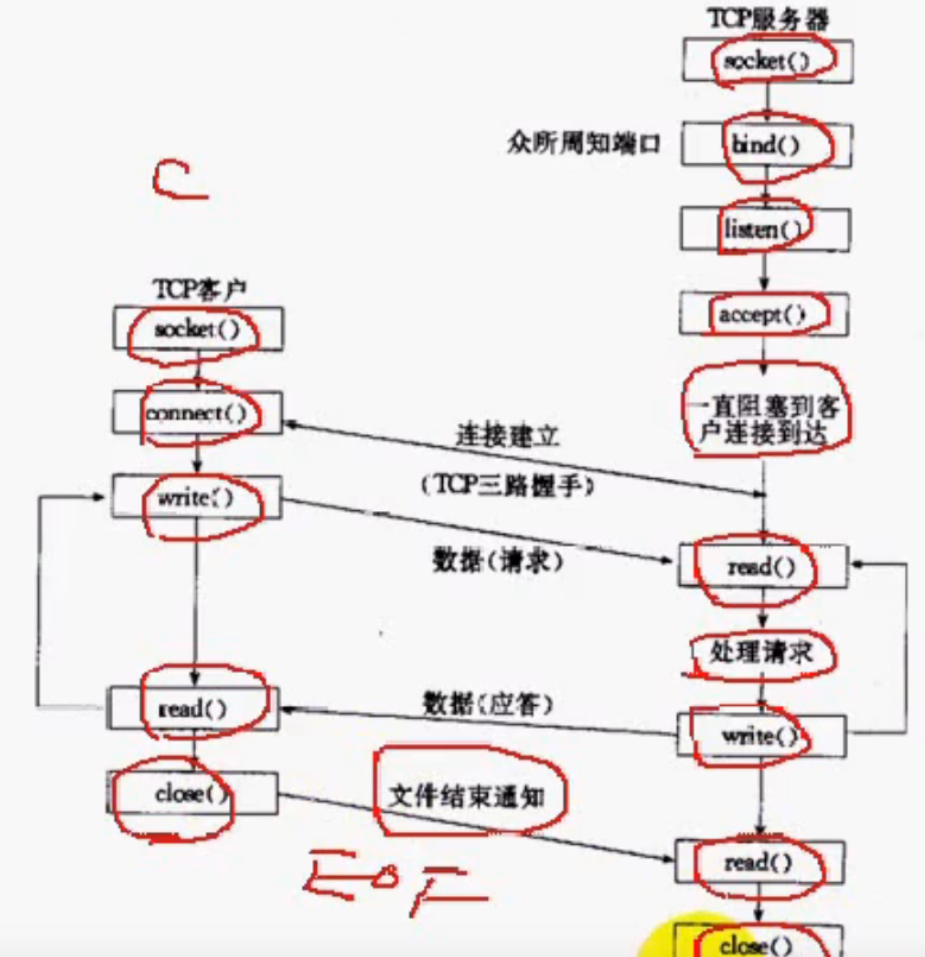 TCP服务器
socket()
bind()
众所周知端口
listen()
accept()
一直阻塞到客
户连接到达
TCP客户
socket()
connect()
连接建立
(TCP三路握手)
write()
数据(请求)
read()
处理请求
read()
数据(应答)
write()
close()
文件结束通知
EOF
read()
close()